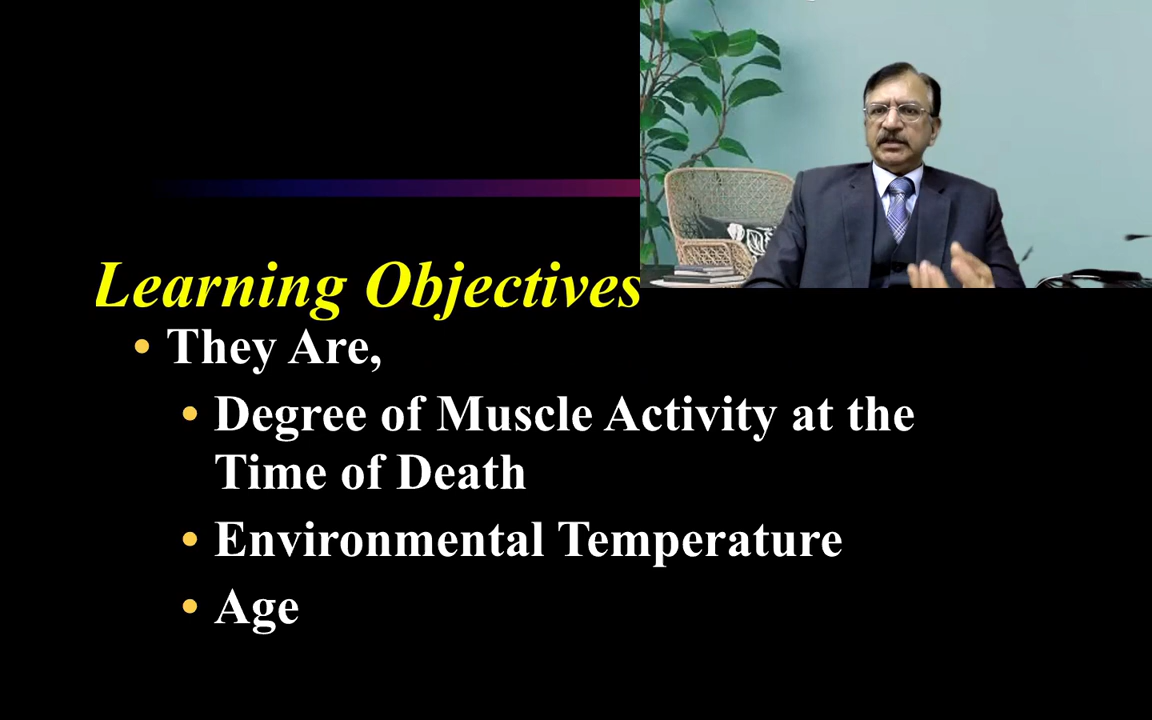 Learning Objectives
• They Are,
• Degree of Muscle Activity at the
Time of Death
• Environmental Temperature
• Age